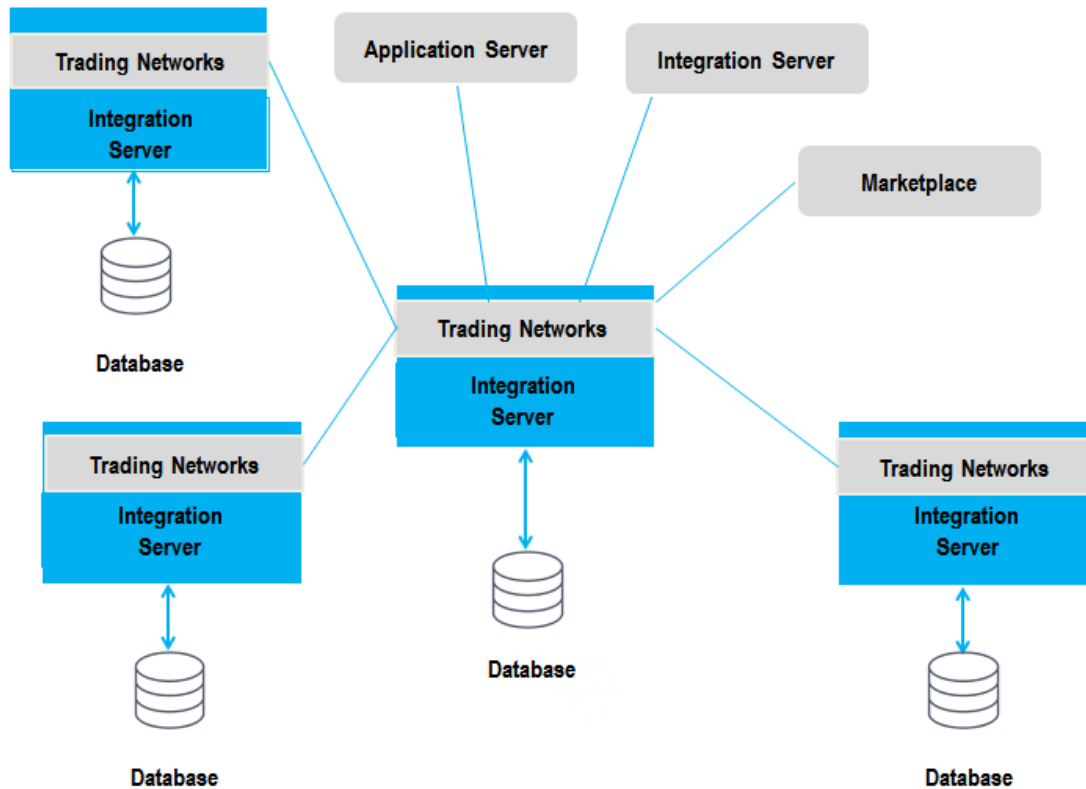 Trading Networks
Integration
Server
Database
Application Server
Integration Server
Marketplace
Trading Networks
Integration
Server
Database
Trading Networks
Integration
Server
Database
Trading Networks
Integration
Server
Database